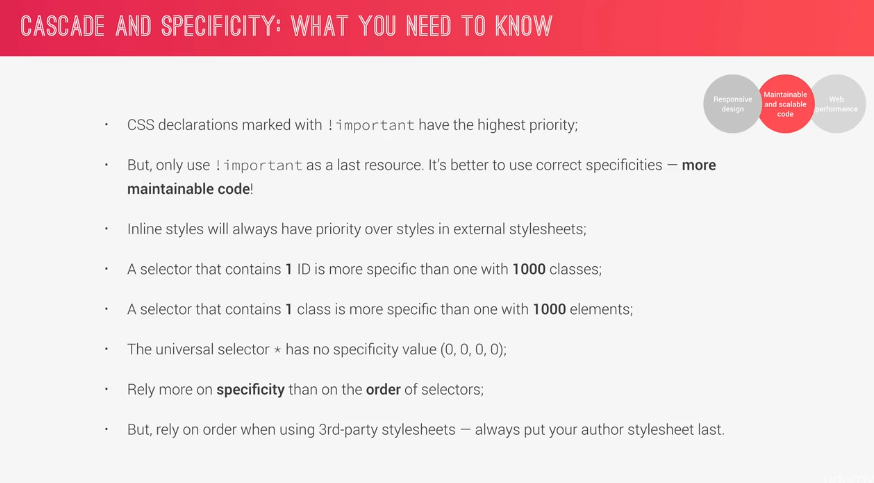 CASCADE AND SPECIFICITY: WHAT YOU NEED TO KNOW
Responsive
design
Maintainable
and scalable
code
Web
performance
• CSS declarations marked with !important have the highest priority;
• But, only use !important as a last resource. It's better to use correct specificities — more
maintainable code!
• Inline styles will always have priority over styles in external stylesheets;
• A selector that contains 1 ID is more specific than one with 1000 classes;
• A selector that contains 1 class is more specific than one with 1000 elements;
• The universal selector * has no specificity value (0, 0, 0, 0);
• Rely more on specificity than on the order of selectors;
• But, rely on order when using 3rd-party stylesheets — always put your author stylesheet last.